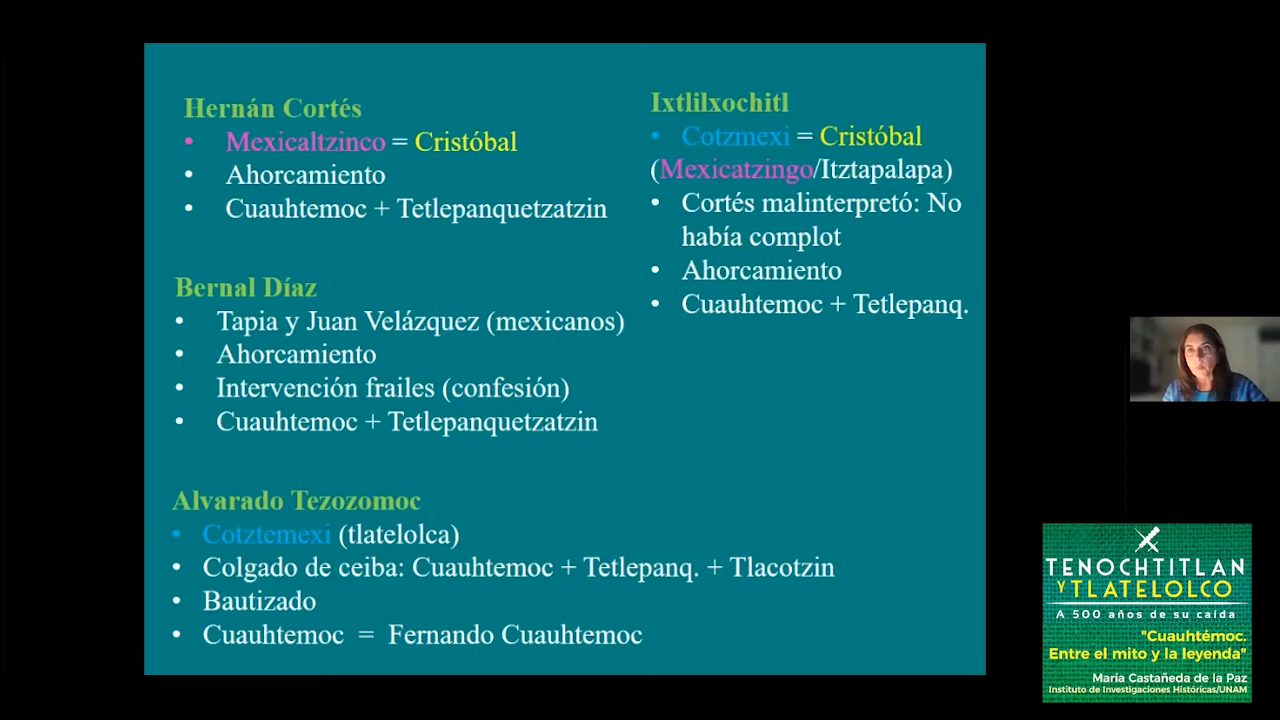 Hernán Cortés
• Mexicaltzinco = Cristóbal
• Ahorcamiento
• Cuauhtemoc + Tetlepanquetzatzin
Bernal Díaz
• Tapia y Juan Velázquez (mexicanos)
• Ahorcamiento
• Intervención frailes (confesión)
• Cuauhtemoc + Tetlepanquetzatzin
Alvarado Tezozomoc
• Cotztemexi (tlatelolca)
• Colgado de ceiba: Cuauhtemoc + Tetlepanq. + Tlacotzin
• Bautizado
• Cuauhtemoc = Fernando Cuauhtemoc
Ixtlilxochitl
• Cotzmexi = Cristóbal
(Mexicatzingo/Itztapalapa)
• Cortés malinterpretó: No
había complot
• Ahorcamiento
• Cuauhtemoc + Tetlepanq.
TENOCHTITLAN
Y TLATELOLCO
A 500 años de su caída
"Cuauhtémoc.
Entre el mito y la leyenda"
María Castañeda de la Paz
Instituto de Investigaciones Históricas/UNAM